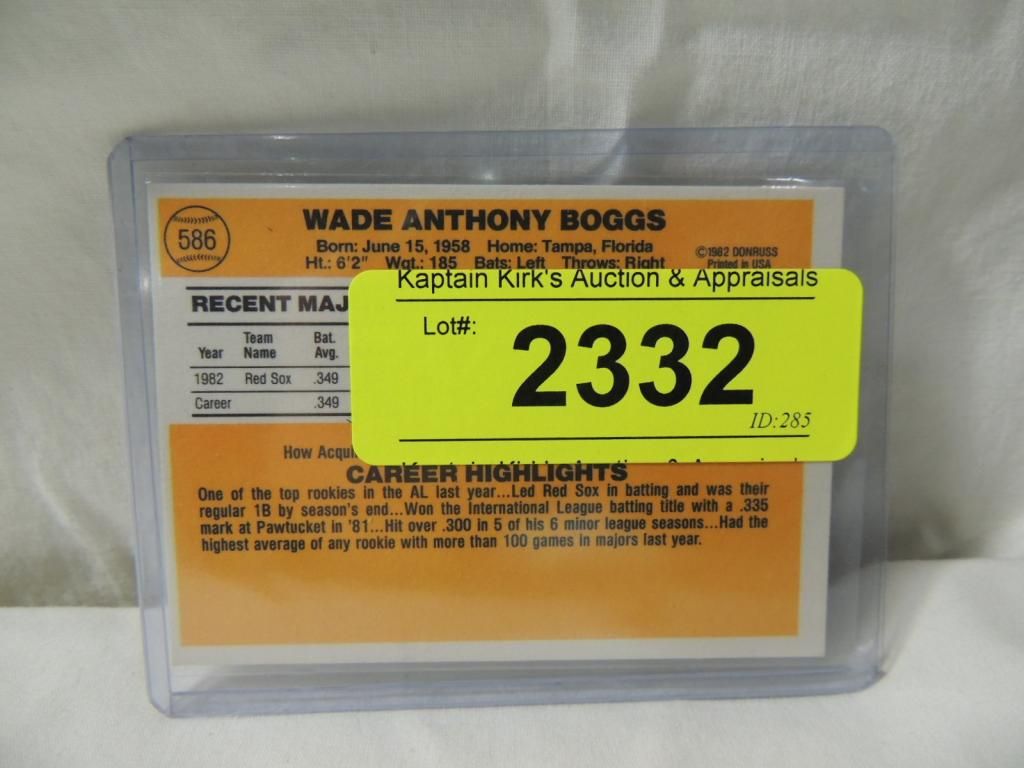 586
WADE ANTHONY BOGGS
Born: June 15, 1958 Home: Tampa, Florida
Ht.: 6'2" Wgt.: 185 Bats: Left Throws: Right
©1982 DONRUSS
Printed in USA
RECENT MAJ
Year Team Name Bat. Avg.
1982 Red Sox .349
Career .349
Kaptain Kirk's Auction & Appraisals
Lot#:
2332
ID:285
How Acqui
CAREER HIGHLIGHTS
One of the top rookies in the AL last year...Led Red Sox in batting and was their
regular 1B by season's end...Won the International League batting title with a .335
mark at Pawtucket in '81...Hit over .300 in 5 of his 6 minor league seasons...Had the
highest average of any rookie with more than 100 games in majors last year.